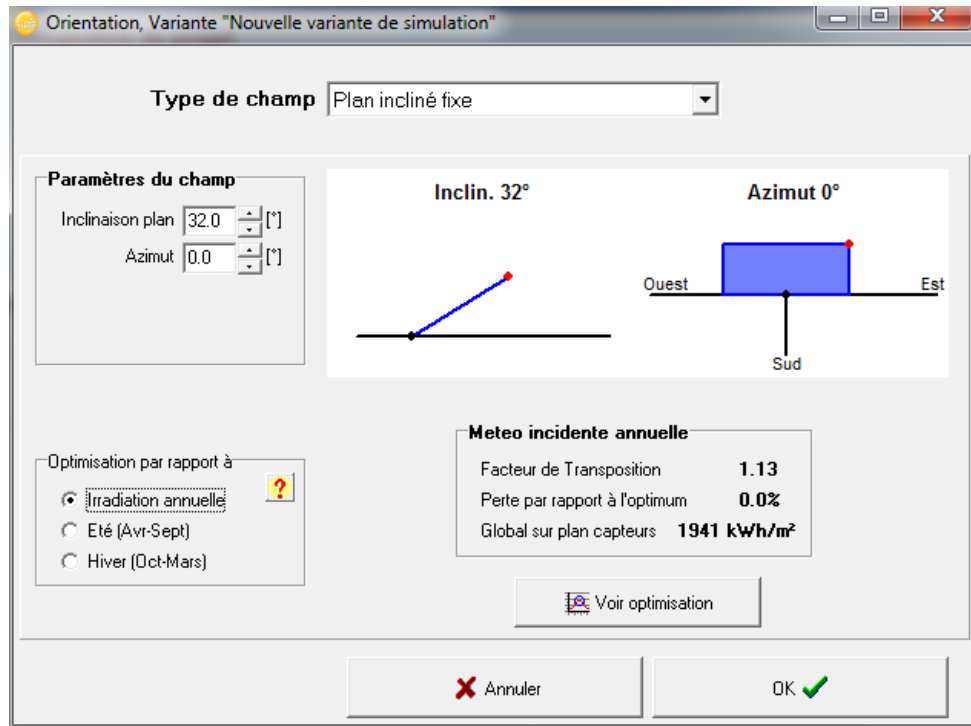 Orientation, Variante "Nouvelle variante de simulation"
Type de champ Plan incliné fixe
Paramètres du champ
Inclinaison plan 32.0 [°]
Azimut 0.0 [°]
Inclin. 32°
Azimut 0°
Ouest
Est
Sud
Optimisation par rapport à
?
Irradiation annuelle
Eté (Avr-Sept)
Hiver (Oct-Mars)
Meteo incidente annuelle
Facteur de Transposition 1.13
Perte par rapport à l'optimum 0.0%
Global sur plan capteurs 1941 kWh/m²
Voir optimisation
Annuler
OK